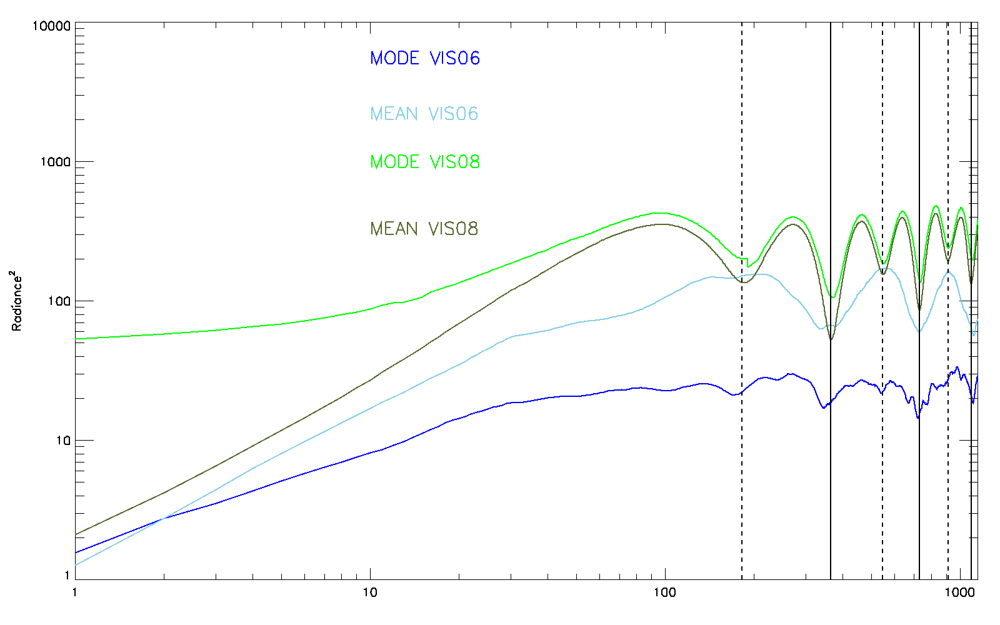 10000
MODE VIS06
MEAN VIS06
1000
MODE VIS08
MEAN VIS08
Radiance²
100
10
1
1 10 100 1000